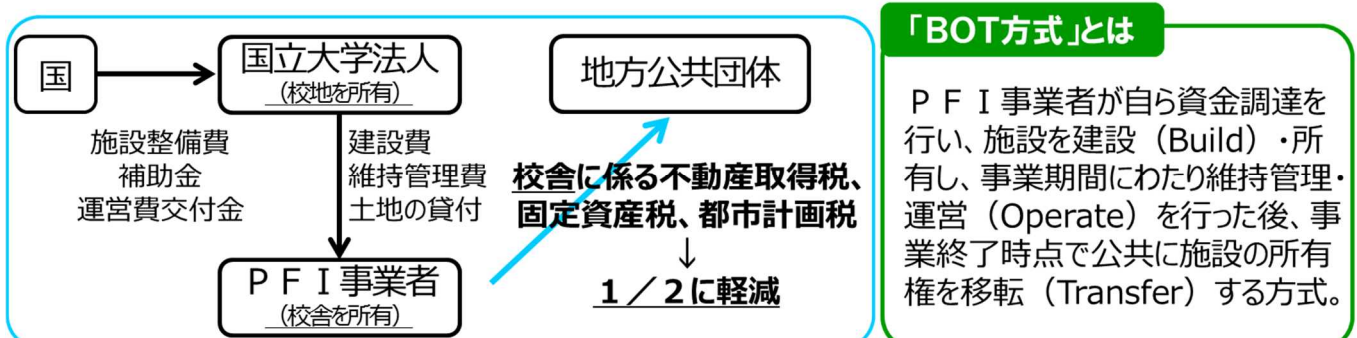 国
国立大学法人
(校地を所有)
地方公共団体
施設整備費
補助金
運営費交付金
建設費
維持管理費
土地の貸付
校舎に係る不動産取得税、
固定資産税、都市計画税
↓
１／２に軽減
ＰＦＩ事業者
(校舎を所有)
「BOT方式」とは
ＰＦＩ事業者が自ら資金調達を
行い、施設を建設（Build）・所
有し、事業期間にわたり維持管理・
運営（Operate）を行った後、事
業終了時点で公共に施設の所有
権を移転（Transfer）する方式。